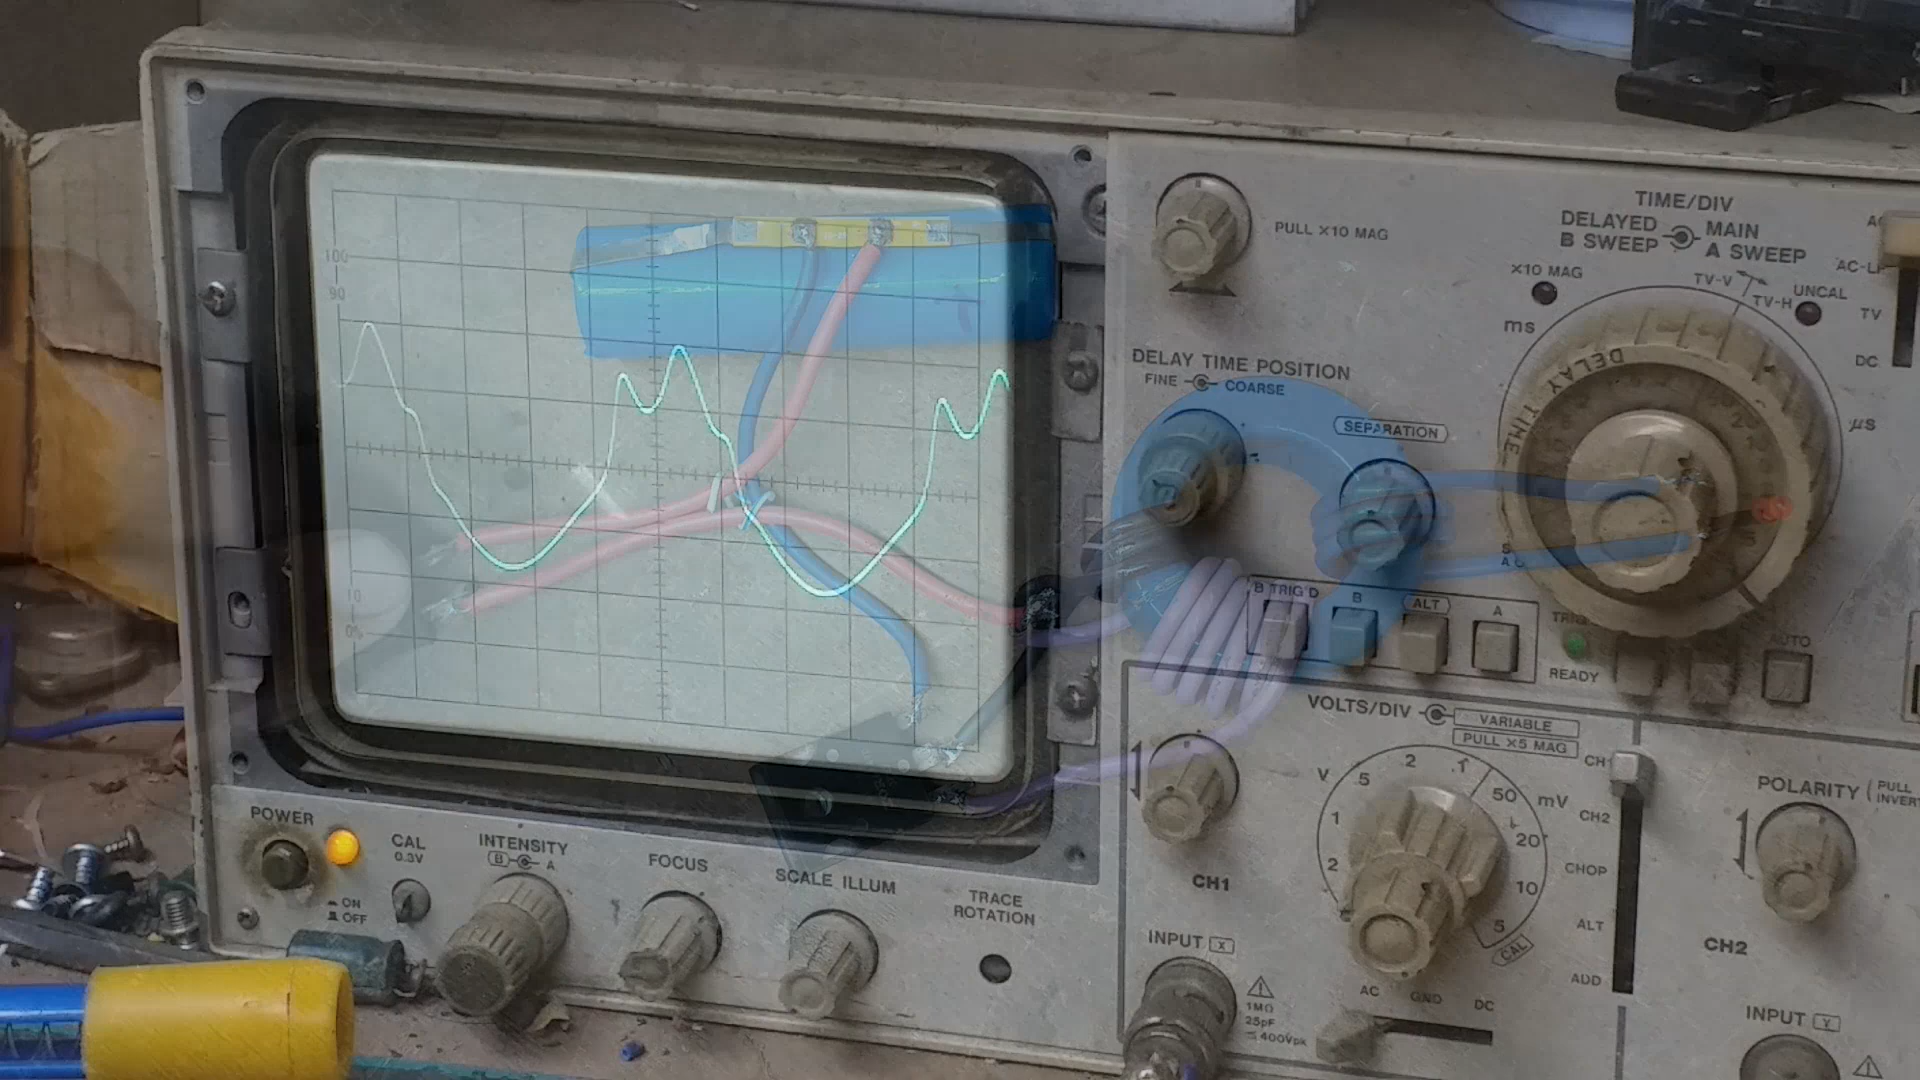 100
90
10
0%
PULL ×10 MAG
TIME/DIV
DELAYED
B SWEEP
MAIN
A SWEEP
×10 MAG
TV-V
TV-H
UNCAL
ms
µs
DELAY TIME
AC-LF
TV
DC
DELAY TIME POSITION
FINE
COARSE
SEPARATION
B TRIG'D
B
ALT
A
READY
AUTO
VOLTS/DIV
VARIABLE
PULL ×5 MAG
V
.5
2
.1
50
mV
1
20
2
10
5
CAL
CH1
CH2
CHOP
ALT
ADD
POLARITY
PULL
CH1
CH2
INPUT X
AC
GND
DC
1MΩ
25pF
≤400Vpk
INPUT Y
POWER
ON
OFF
CAL
0.3V
INTENSITY
B
A
FOCUS
SCALE ILLUM
TRACE
ROTATION